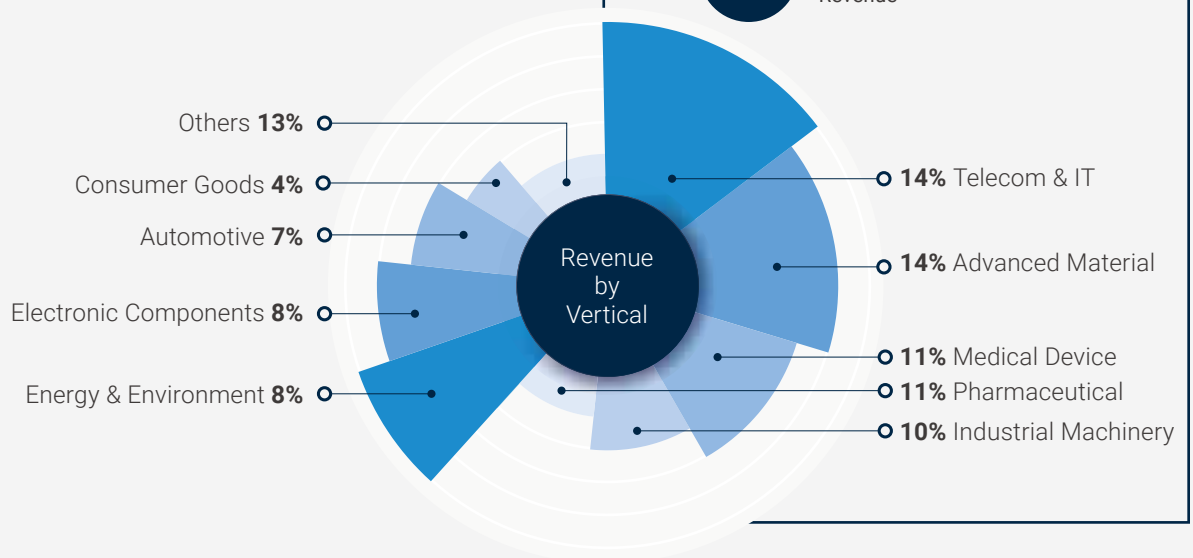 Revenue
Others 13%
Consumer Goods 4%
Automotive 7%
Electronic Components 8%
Energy & Environment 8%
Revenue
by
Vertical
14% Telecom & IT
14% Advanced Material
11% Medical Device
11% Pharmaceutical
10% Industrial Machinery